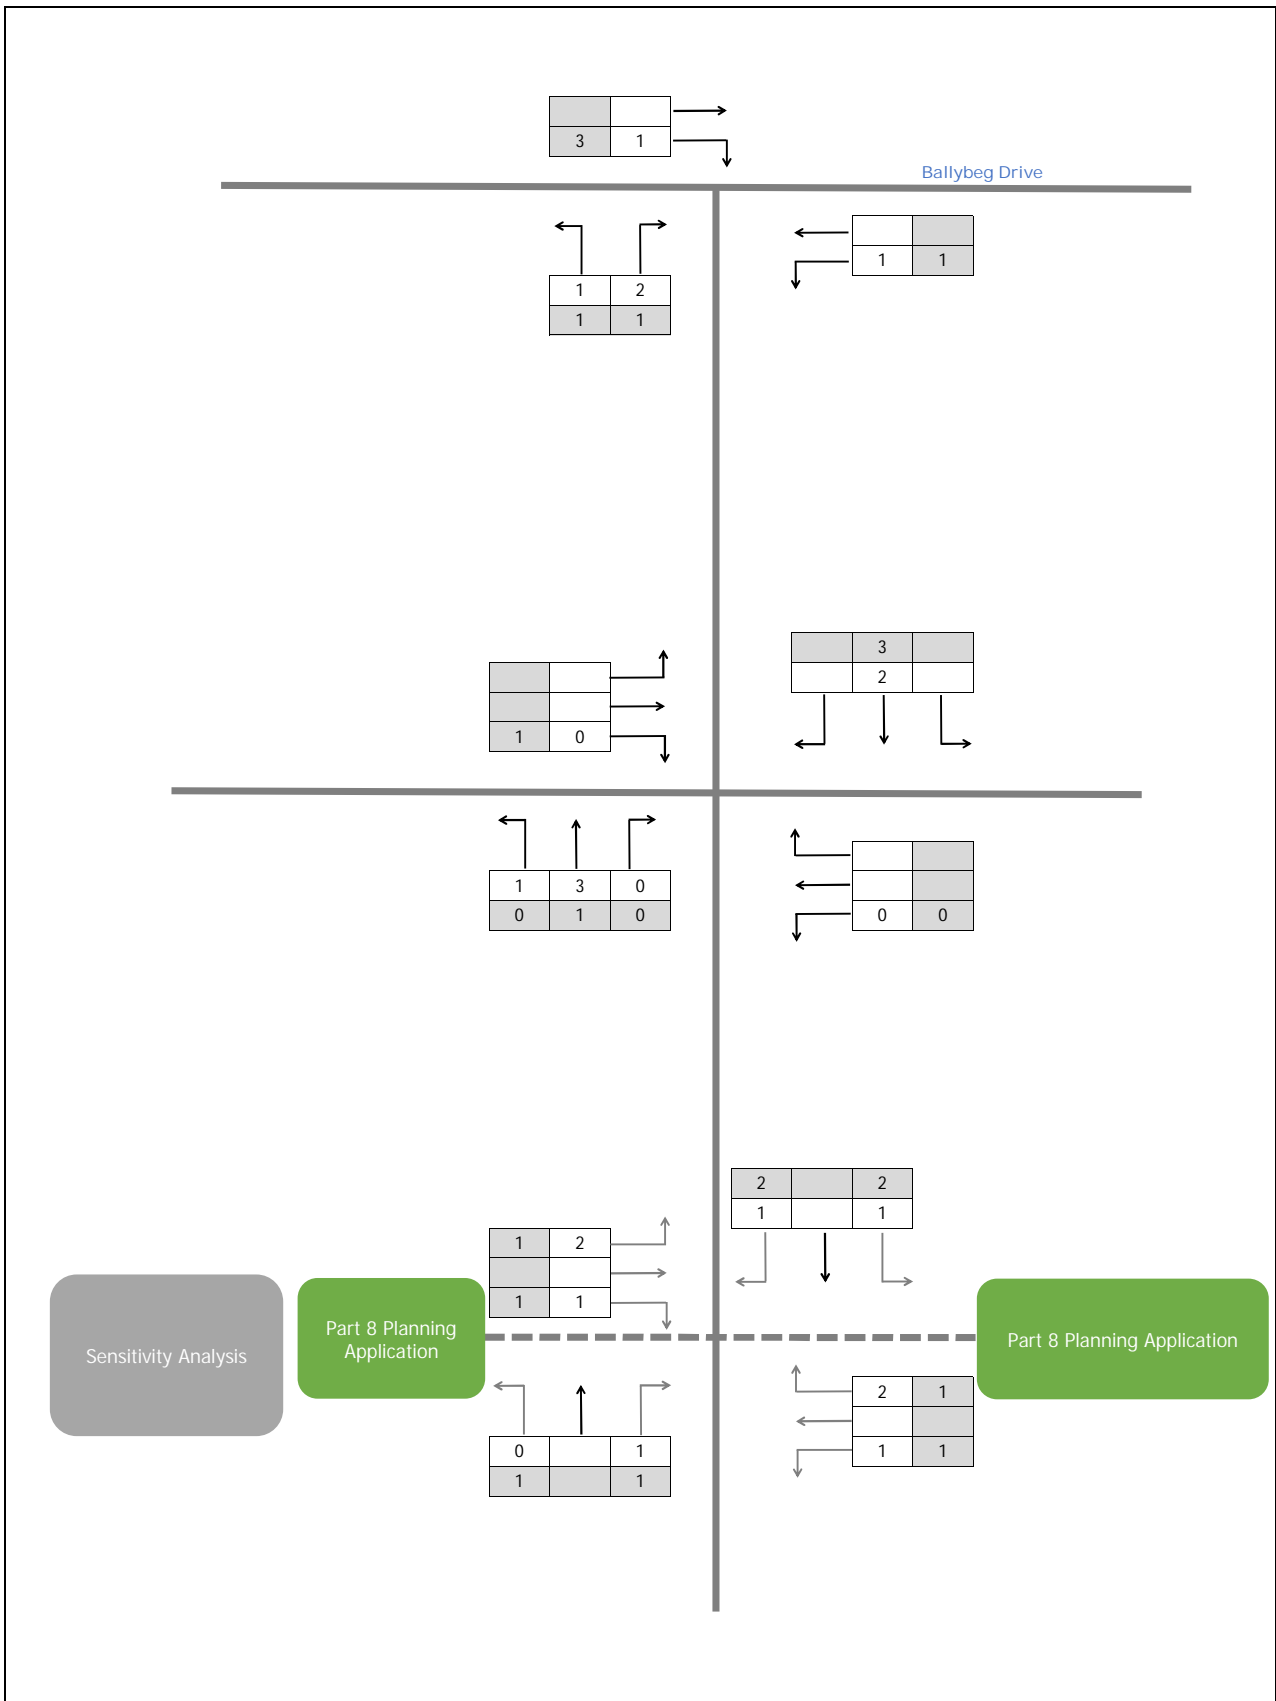 3 1
Ballybeg Drive
1 2
1 1
1 1
3
2
1 0
1 3 0
0 1 0
0 0
2 2
1 1
1 2
1 1
Sensitivity Analysis
Part 8 Planning
Application
Part 8 Planning Application
2 1
1 1
0 1
1 1